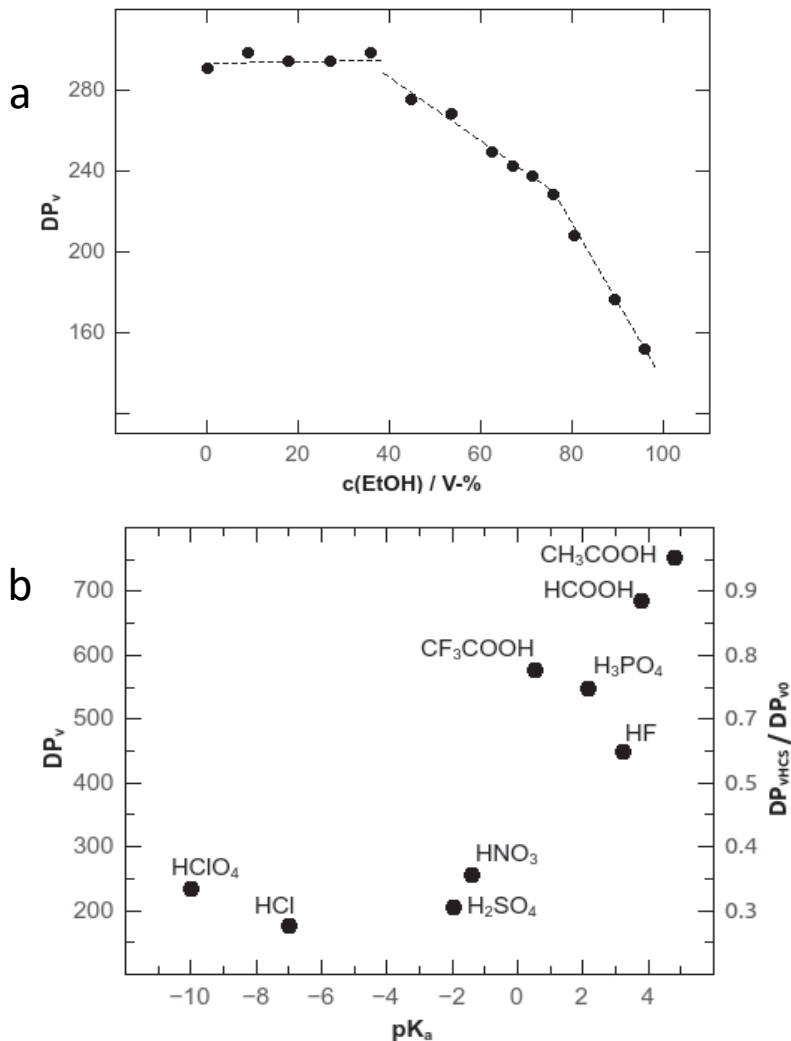 a
280
240
200
160
DPᵥ
0 20 40 60 80 100
c(EtOH) / V-%
b
700
600
500
400
300
200
DPᵥ
CH₃COOH
HCOOH
CF₃COOH
H₃PO₄
HF
HNO₃
HClO₄
HCl
H₂SO₄
0.9
0.8
0.7
0.5
0.4
0.3
DPᵥHCS / DPᵥ0
−10 −8 −6 −4 −2 0 2 4
pKₐ